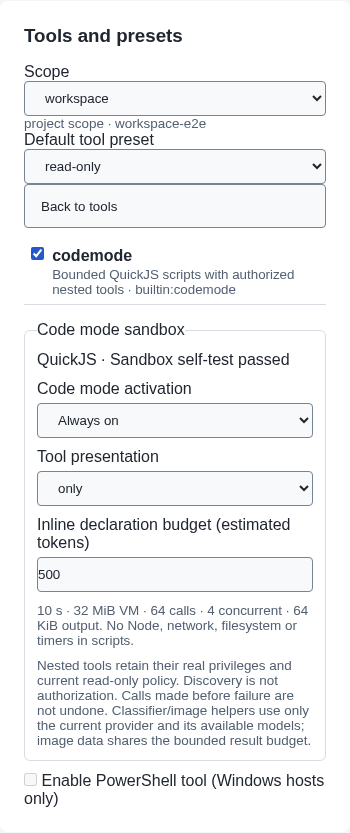 Tools and presets
Scope
workspace
project scope · workspace-e2e
Default tool preset
read-only
Back to tools
codemode
Bounded QuickJS scripts with authorized
nested tools · builtin:codemode
Code mode sandbox
QuickJS · Sandbox self-test passed
Code mode activation
Always on
Tool presentation
only
Inline declaration budget (estimated
tokens)
500
10 s · 32 MiB VM · 64 calls · 4 concurrent · 64
KiB output. No Node, network, filesystem or
timers in scripts.
Nested tools retain their real privileges and
current read-only policy. Discovery is not
authorization. Calls made before failure are
not undone. Classifier/image helpers use only
the current provider and its available models;
image data shares the bounded result budget.
Enable PowerShell tool (Windows hosts
only)